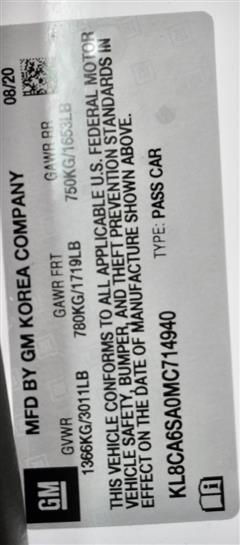 GM
MFD BY GM KOREA COMPANY
08/20
GVWR
GAWR FRT
GAWR RR
1366KG/3011LB
780KG/1719LB
750KG/1653LB
THIS VEHICLE CONFORMS TO ALL APPLICABLE U.S. FEDERAL MOTOR
VEHICLE SAFETY, BUMPER, AND THEFT PREVENTION STANDARDS IN
EFFECT ON THE DATE OF MANUFACTURE SHOWN ABOVE.
KL8CA6SA0MC714940
TYPE: PASS CAR